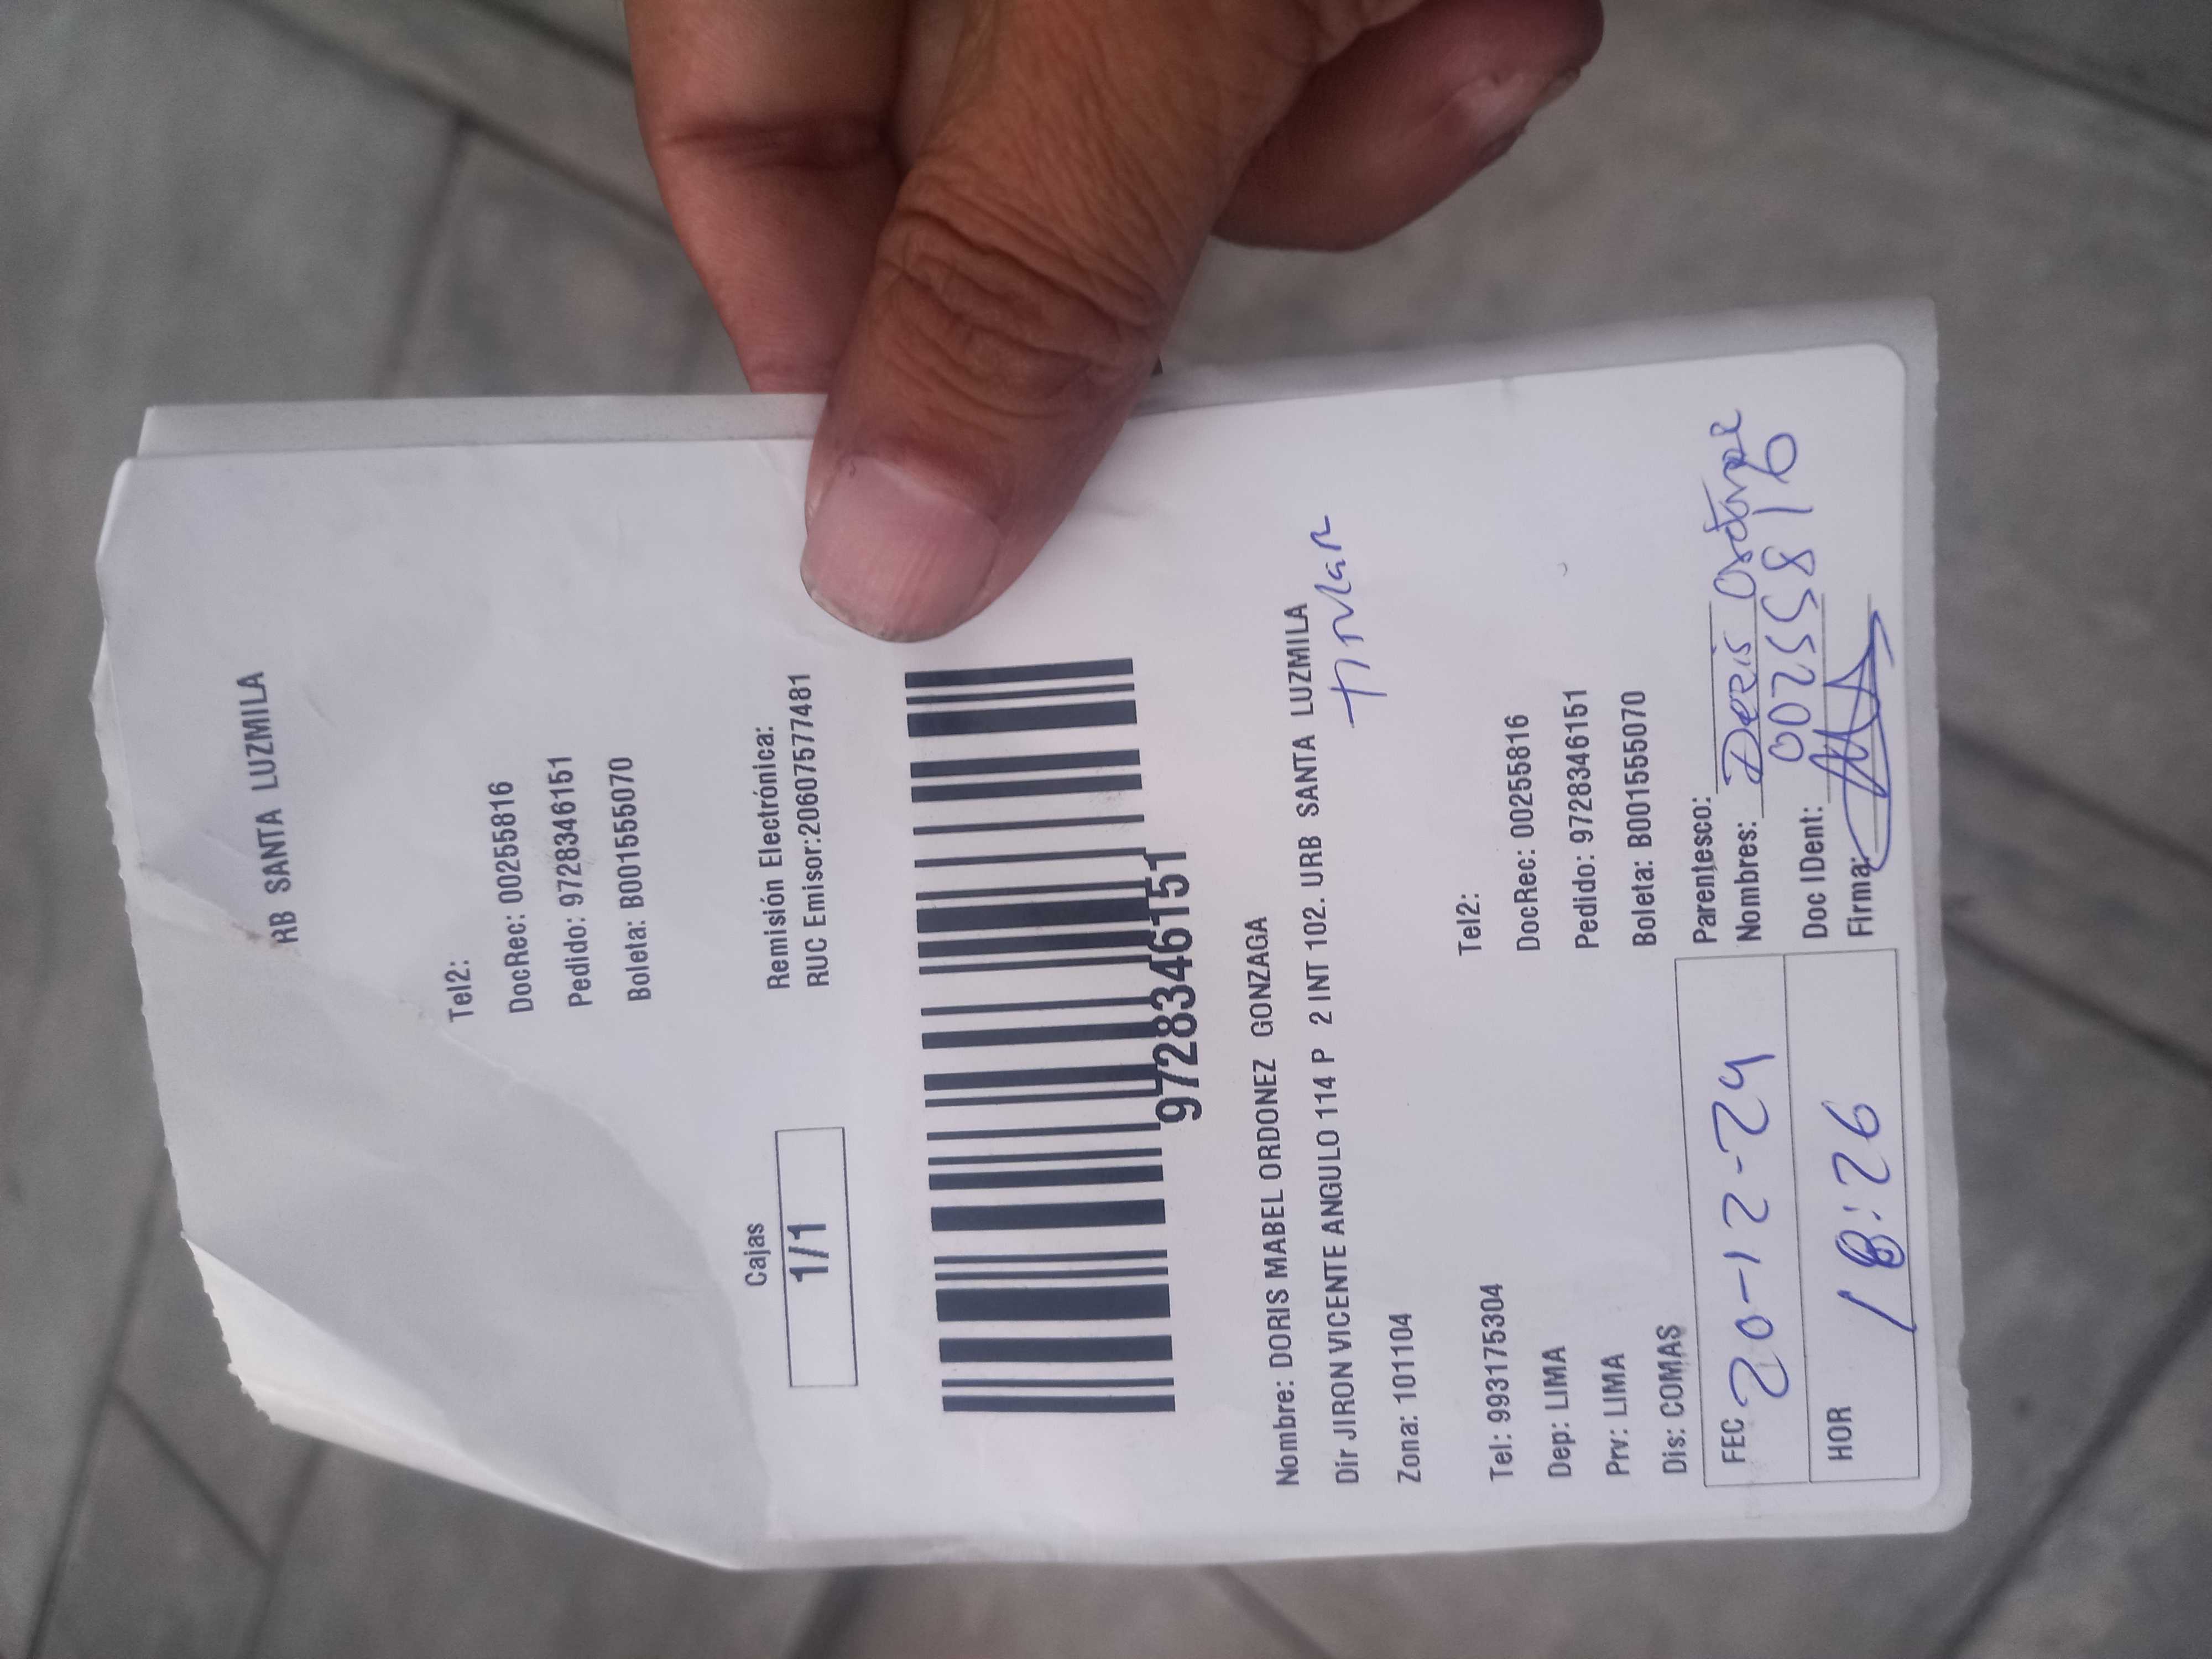 RB SANTA LUZMILA
Tel2:
DocRec: 00255816
Pedido: 9728346151
Boleta: B001555070
Cajas
1/1
Remisión Electrónica:
RUC Emisor:20607577481
9728346151
Nombre: DORIS MABEL ORDONEZ GONZAGA
Dir JIRON VICENTE ANGULO 114 P 2 INT 102. URB SANTA LUZMILA
Zona: 101104
titular
Tel: 993175304
Tel2:
Dep: LIMA
DocRec: 00255816
Prv: LIMA
Pedido: 9728346151
Dis: COMAS
Boleta: B001555070
FEC 20-12-24
HOR 18:26
Parentesco:
Nombres: Doris
Doc IDent: 00255816
Firma: